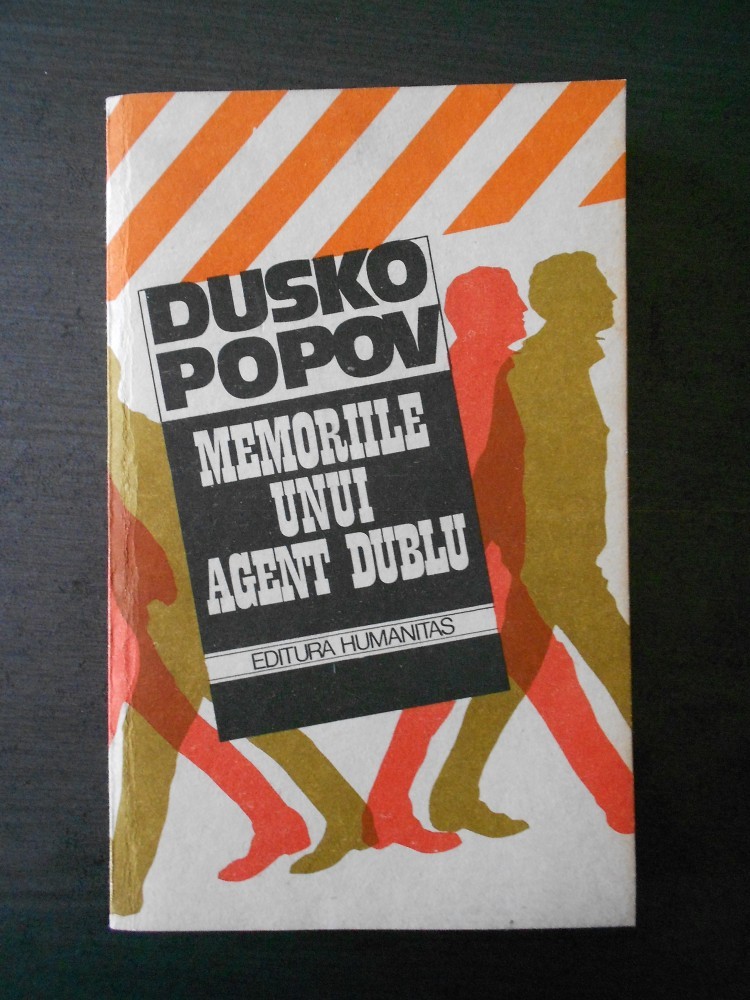 DUSKO
POPOV
MEMORIILE
UNUI
AGENT DUBLU
EDITURA HUMANITAS